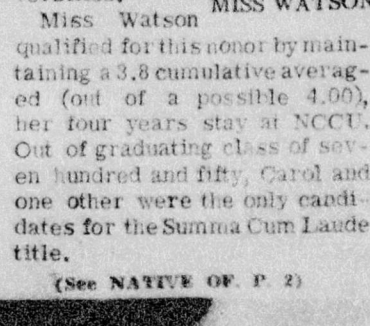 MISS WATSON
Miss Watson
qualified for this honor by main-
taining a 3.8 cumulative averag-
ed (out of a possible 4.00),
her four years stay at NCCU.
Out of graduating class of sev-
en hundred and fifty, Carol and
one other were the only candi-
dates for the Summa Cum Laude
title.
(See NATIVE OF, P. 2)